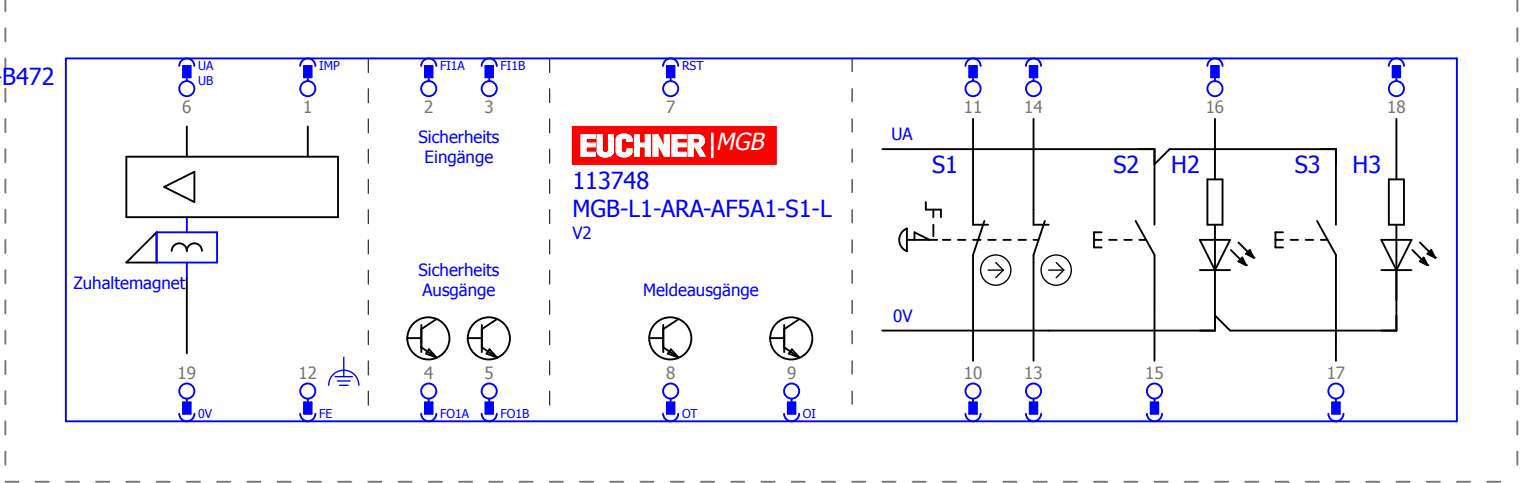 -B472
UA
UB
IMP
FI1A
FI1B
RST
6
1
2
3
7
11
14
16
18
Sicherheits
Eingänge
EUCHNER|MGB
113748
MGB-L1-ARA-AF5A1-S1-L
V2
UA
S1
S2
H2
S3
H3
Zuhaltemagnet
Sicherheits
Ausgänge
Meldeausgänge
0V
19
12
4
5
8
9
10
13
15
17
0V
FE
FO1A
FO1B
OT
OI